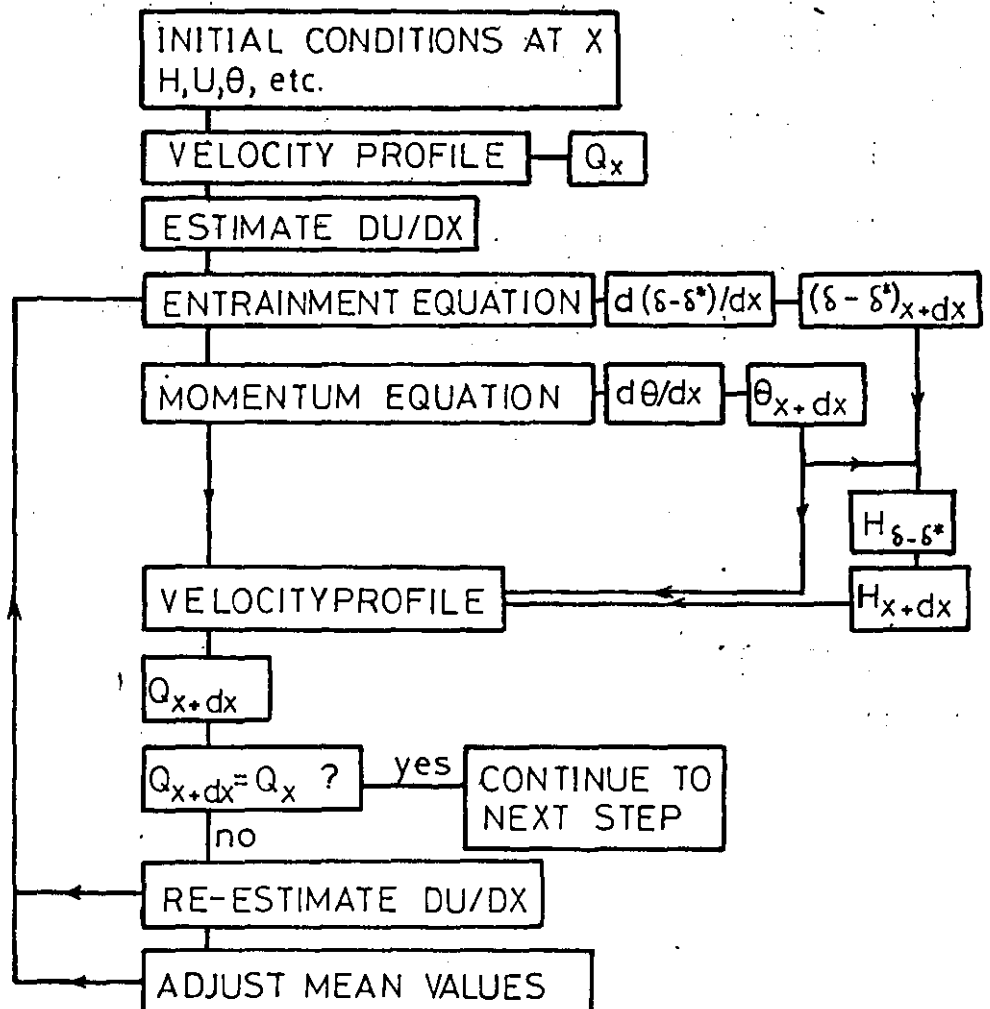 INITIAL CONDITIONS AT X
H,U,θ, etc.
VELOCITY PROFILE
Qx
ESTIMATE DU/DX
ENTRAINMENT EQUATION
d(δ-δ*)/dx
(δ-δ*)x+dx
MOMENTUM EQUATION
dθ/dx
θx+dx
Hδ-δ*
VELOCITYPROFILE
Hx+dx
Qx+dx
Qx+dx=Qx ?
yes
CONTINUE TO
NEXT STEP
no
RE-ESTIMATE DU/DX
ADJUST MEAN VALUES